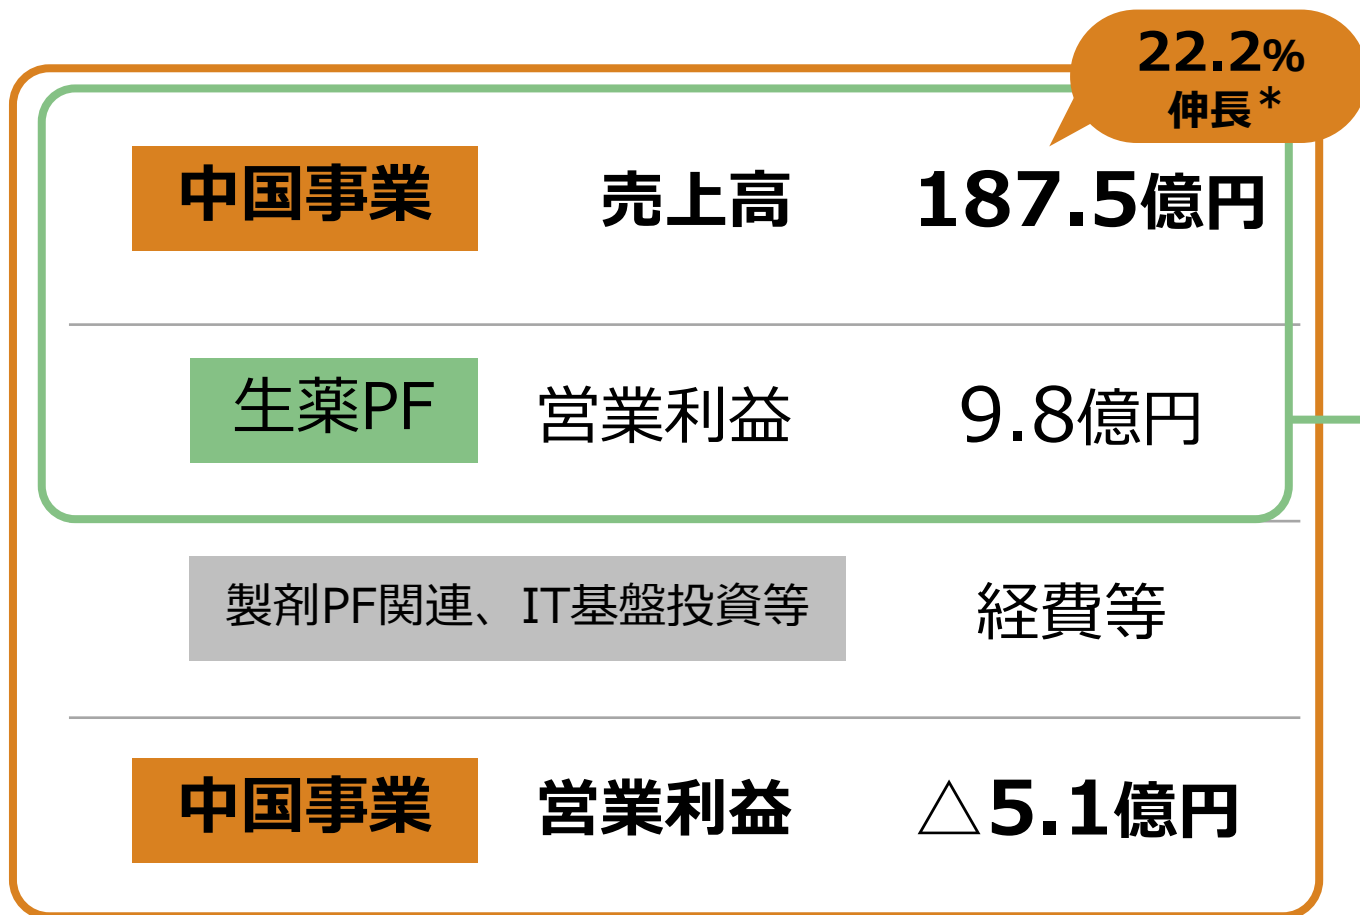 22.2%
伸長*
中国事業 売上高 187.5億円
生薬PF 営業利益 9.8億円
製剤PF関連、IT基盤投資等 経費等
中国事業 営業利益 △5.1億円